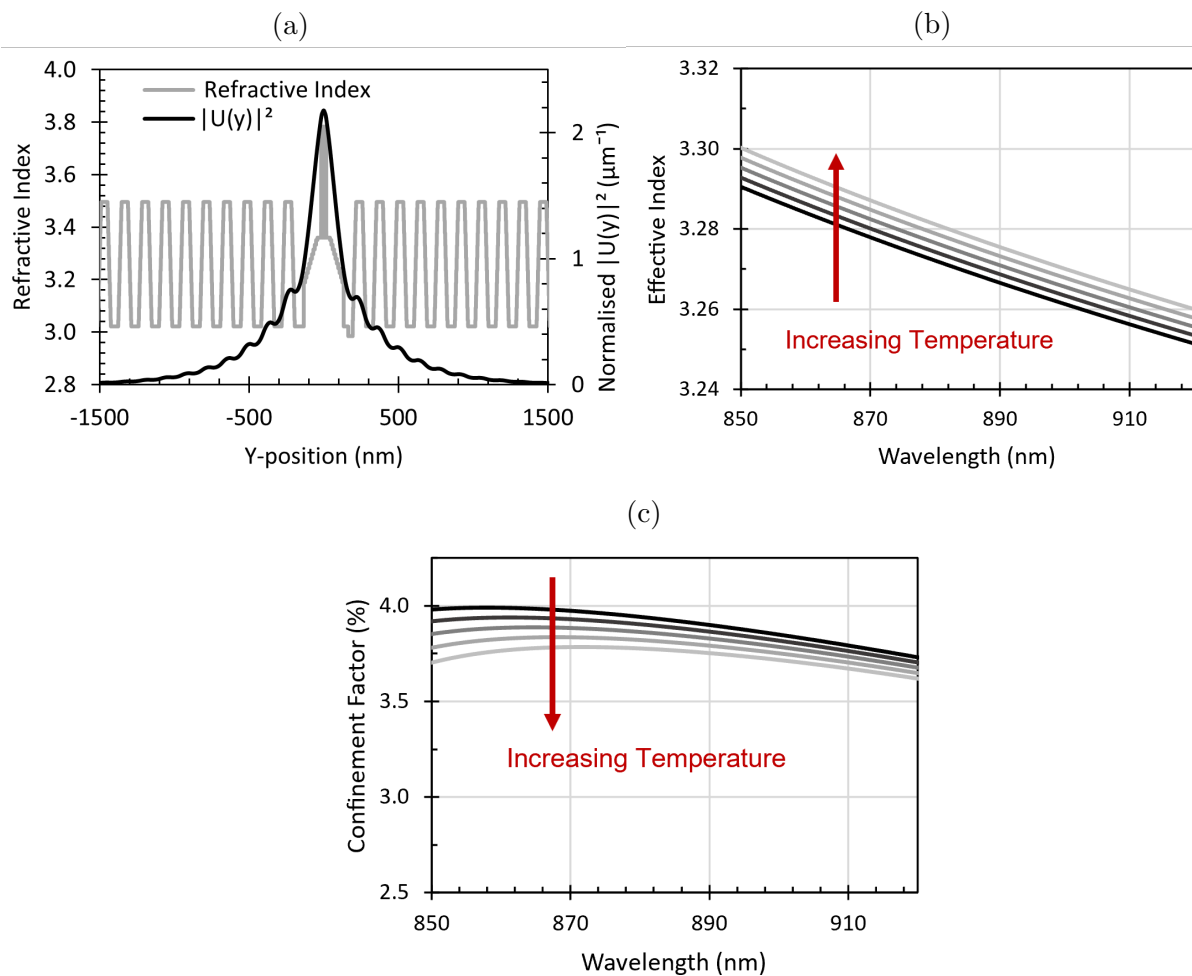 (a)
4.0
3.8
3.6
3.4
3.2
3.0
2.8
Refractive Index
Refractive Index
|U(y)|²
2
1
0
Normalised |U(y)|² (µm⁻¹)
-1500
-500
500
1500
Y-position (nm)
(b)
3.32
3.30
3.28
3.26
3.24
Effective Index
Increasing Temperature
850
870
890
910
Wavelength (nm)
(c)
4.0
3.5
3.0
2.5
Confinement Factor (%)
Increasing Temperature
850
870
890
910
Wavelength (nm)